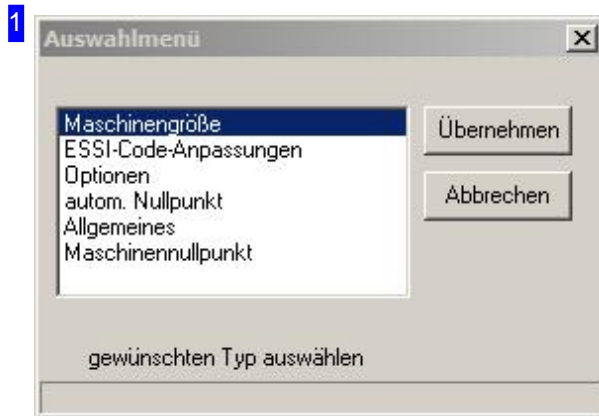 1
Auswahlmenü
Maschinengröße
ESSI-Code-Anpassungen
Optionen
autom. Nullpunkt
Allgemeines
Maschinennullpunkt
Übernehmen
Abbrechen
gewünschten Typ auswählen